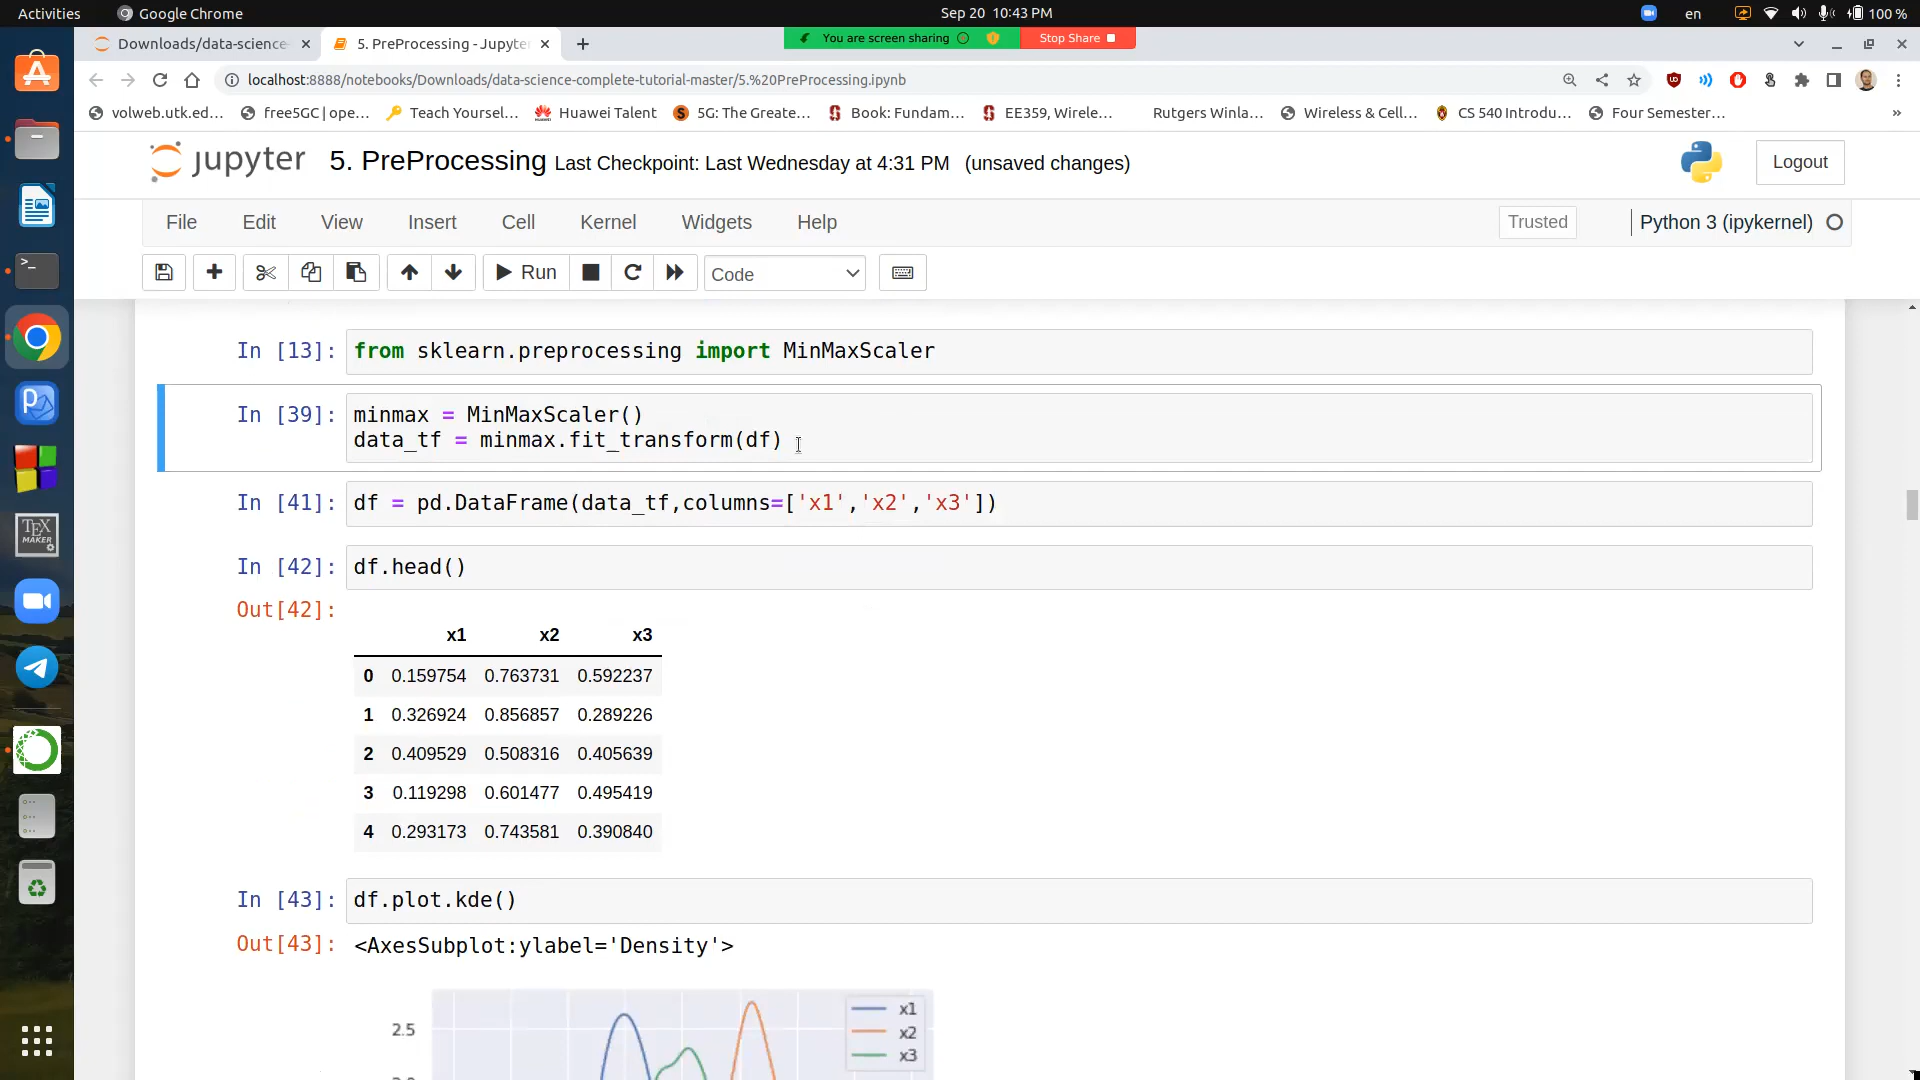 Activities
Google Chrome
Sep 20 10:43 PM
en
100 %
Downloads/data-science-
5. PreProcessing - Jupyte
You are screen sharing
Stop Share
localhost:8888/notebooks/Downloads/data-science-complete-tutorial-master/5.%20PreProcessing.ipynb
volweb.utk.ed...
free5GC | ope...
Teach Yoursel...
Huawei Talent
5G: The Greate...
Book: Fundam...
EE359, Wirele...
Rutgers Winla...
Wireless & Cell...
CS 540 Introdu...
Four Semester...
»
jupyter 5. PreProcessing Last Checkpoint: Last Wednesday at 4:31 PM (unsaved changes)
Logout
File Edit View Insert Cell Kernel Widgets Help
Trusted
Python 3 (ipykernel)
Run
Code
In [13]: from sklearn.preprocessing import MinMaxScaler
In [39]: minmax = MinMaxScaler()
data_tf = minmax.fit_transform(df)
In [41]: df = pd.DataFrame(data_tf,columns=['x1','x2','x3'])
In [42]: df.head()
Out[42]:
x1 x2 x3
0 0.159754 0.763731 0.592237
1 0.326924 0.856857 0.289226
2 0.409529 0.508316 0.405639
3 0.119298 0.601477 0.495419
4 0.293173 0.743581 0.390840
In [43]: df.plot.kde()
Out[43]: <AxesSubplot:ylabel='Density'>
2.5
x1
x2
x3
TEX
MAKER